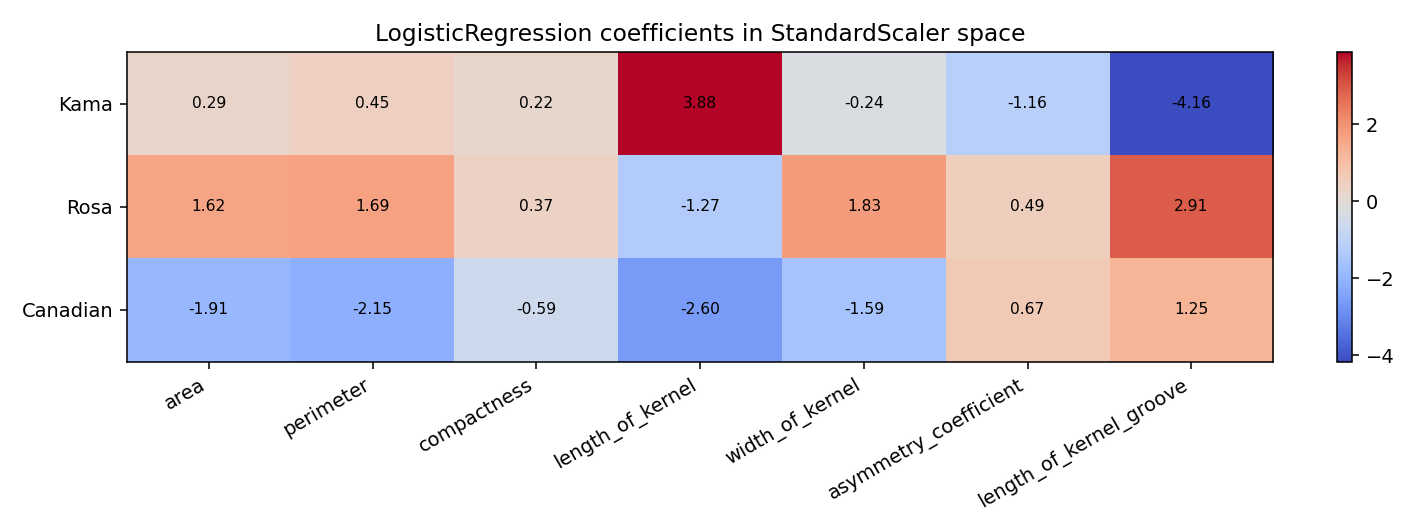 LogisticRegression coefficients in StandardScaler space
Kama 0.29 0.45 0.22 3.88 -0.24 -1.16 -4.16
Rosa 1.62 1.69 0.37 -1.27 1.83 0.49 2.91
Canadian -1.91 -2.15 -0.59 -2.60 -1.59 0.67 1.25
area perimeter compactness length_of_kernel width_of_kernel asymmetry_coefficient length_of_kernel_groove
2
0
−2
−4